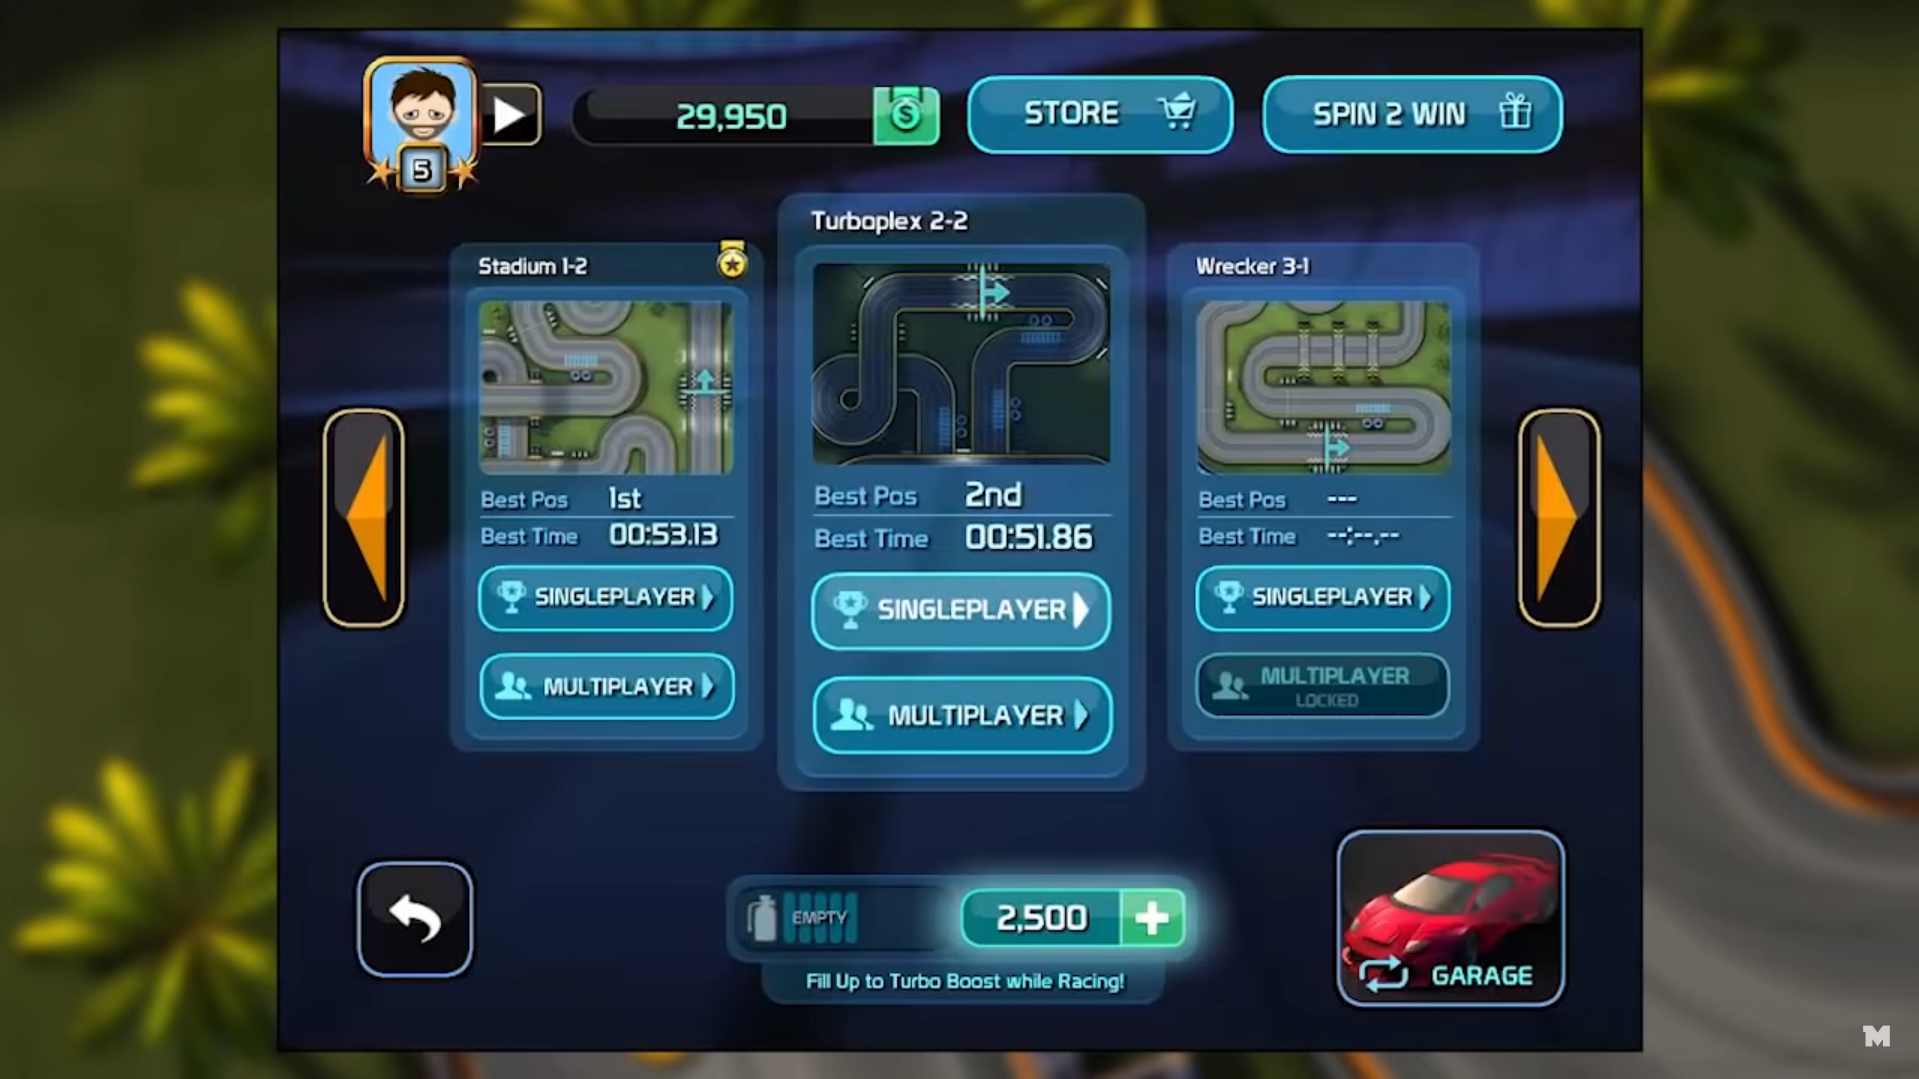 29,950
STORE
SPIN 2 WIN
5
Stadium 1-2
Best Pos 1st
Best Time 00:53.13
SINGLEPLAYER
MULTIPLAYER
Turboplex 2-2
Best Pos 2nd
Best Time 00:51.86
SINGLEPLAYER
MULTIPLAYER
Wrecker 3-1
Best Pos ---
Best Time --:--.--
SINGLEPLAYER
MULTIPLAYER
LOCKED
EMPTY
2,500
Fill Up to Turbo Boost while Racing!
GARAGE
M